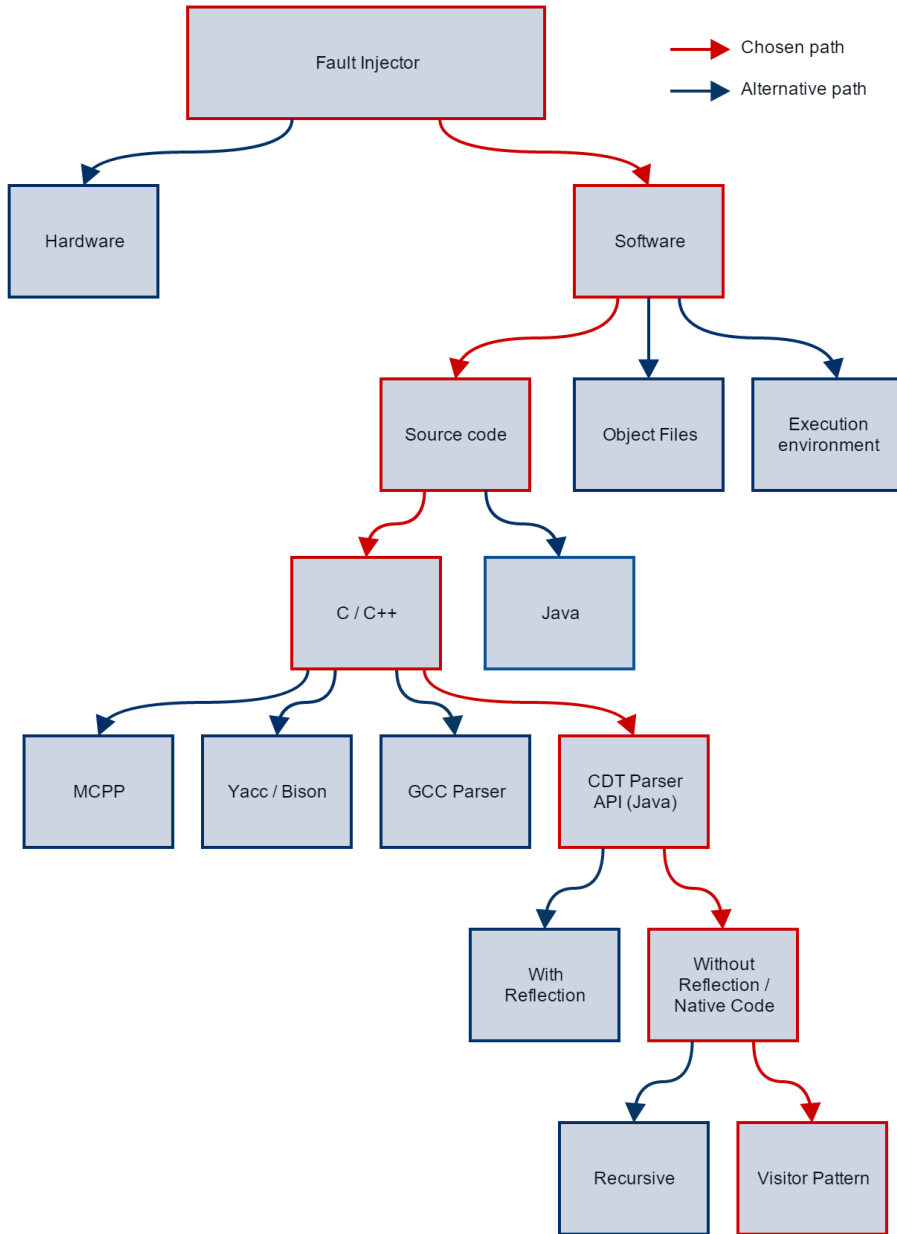 Fault Injector
Chosen path
Alternative path
Hardware
Software
Source code
Object Files
Execution
environment
C / C++
Java
MCPP
Yacc / Bison
GCC Parser
CDT Parser
API (Java)
With
Reflection
Without
Reflection /
Native Code
Recursive
Visitor Pattern